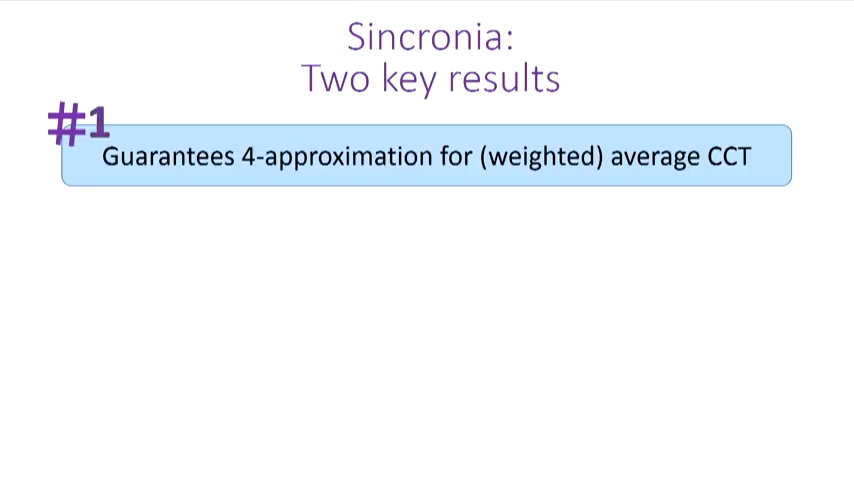 Sincronia:
Two key results
#1
Guarantees 4-approximation for (weighted) average CCT